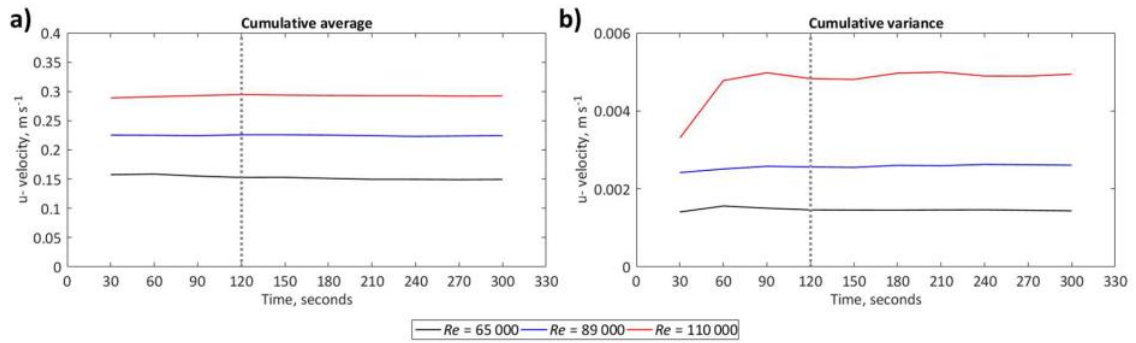 a)
Cumulative average
0.4
0.35
0.3
0.25
0.2
0.15
0.1
0.05
0
u- velocity, m s⁻¹
0 30 60 90 120 150 180 210 240 270 300 330
Time, seconds
b)
Cumulative variance
0.006
0.004
0.002
0
u- velocity, m s⁻¹
0 30 60 90 120 150 180 210 240 270 300 330
Time, seconds
Re = 65 000 Re = 89 000 Re = 110 000